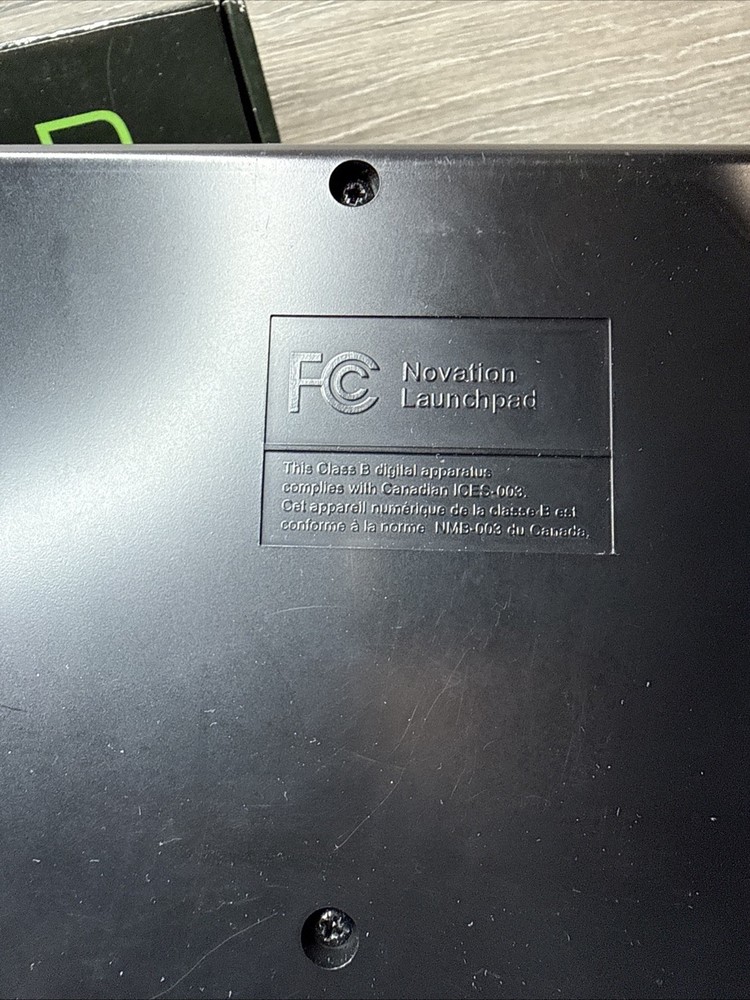 FC
Novation
Launchpad
This Class B digital apparatus
complies with Canadian ICES-003.
Cet appareil numérique de la classe B est
conforme à la norme NMB-003 du Canada.